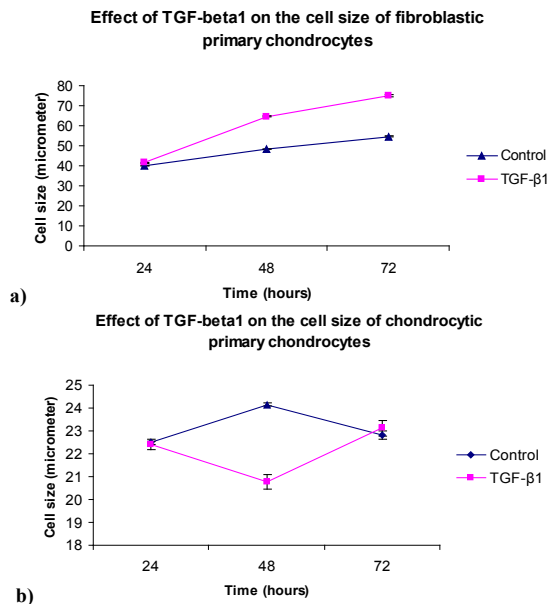 Effect of TGF-beta1 on the cell size of fibroblastic
primary chondrocytes
80
70
60
50
40
30
20
10
0
Cell size (micrometer)
24 48 72
Time (hours)
Control
TGF-β1
a)
Effect of TGF-beta1 on the cell size of chondrocytic
primary chondrocytes
25
24
23
22
21
20
19
18
Cell size (micrometer)
24 48 72
Time (hours)
Control
TGF-β1
b)